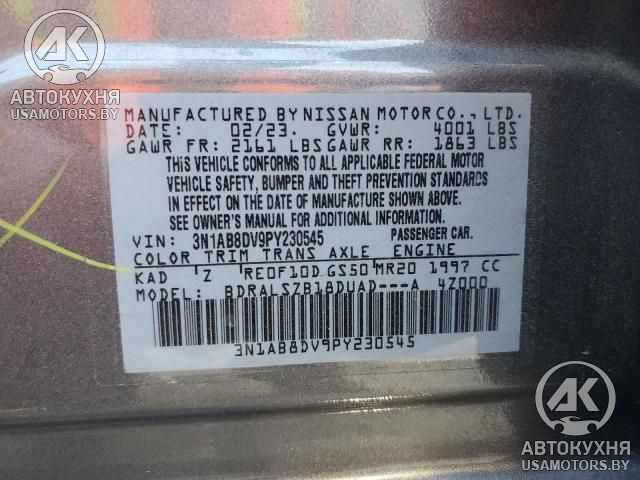 AK
АВТОКУХНЯ
USAMOTORS.BY
MANUFACTURED BY NISSAN MOTOR CO., LTD.
DATE: 02/23. GVWR: 4001 LBS
GAWR FR: 2161 LBS GAWR RR: 1863 LBS
THIS VEHICLE CONFORMS TO ALL APPLICABLE FEDERAL MOTOR
VEHICLE SAFETY, BUMPER AND THEFT PREVENTION STANDARDS
IN EFFECT ON THE DATE OF MANUFACTURE SHOWN ABOVE.
SEE OWNER'S MANUAL FOR ADDITIONAL INFORMATION.
VIN: 3N1AB8DV9PY230545 PASSENGER CAR.
COLOR TRIM TRANS AXLE ENGINE
KAD Z RE0F10D GS50 MR20 1997 CC
MODEL: BDRALSZB18DUAD---A 4Z000
3N1AB8DV9PY230545
AK
АВТОКУХНЯ
USAMOTORS.BY